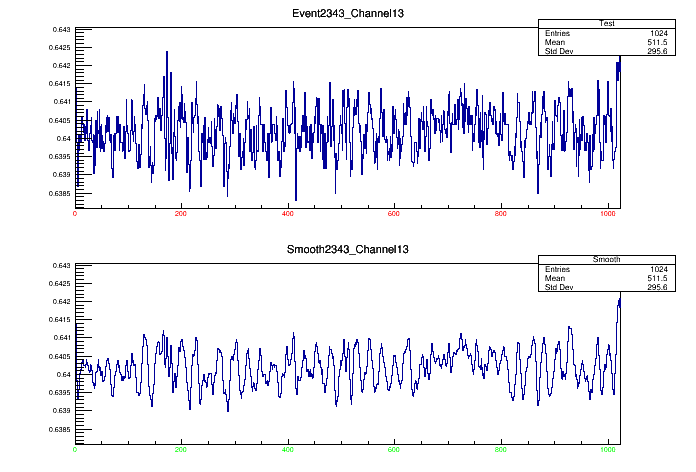 Event2343_Channel13
Test
Entries 1024
Mean 511.5
Std Dev 295.6
0.643
0.6425
0.642
0.6415
0.641
0.6405
0.64
0.6395
0.639
0.6385
0 200 400 600 800 1000
Smooth2343_Channel13
Smooth
Entries 1024
Mean 511.5
Std Dev 295.6
0.643
0.6425
0.642
0.6415
0.641
0.6405
0.64
0.6395
0.639
0.6385
0 200 400 600 800 1000